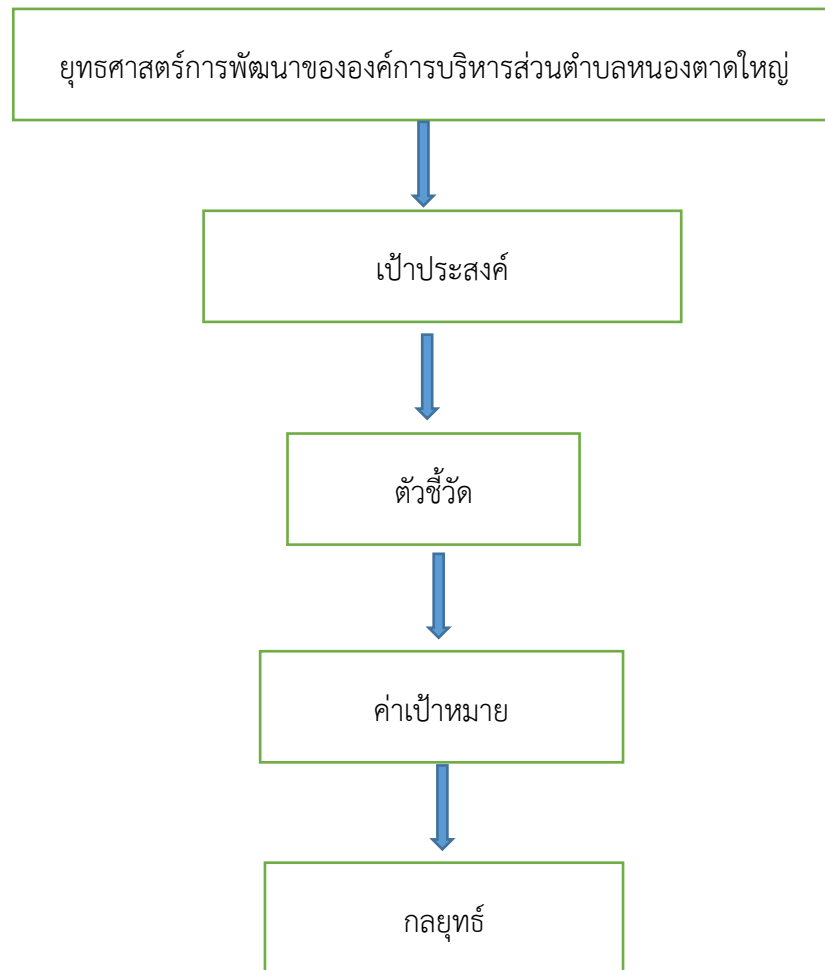 ยุทธศาสตร์การพัฒนาขององค์การบริหารส่วนตำบลหนองตาดใหญ่
เป้าประสงค์
ตัวชี้วัด
ค่าเป้าหมาย
กลยุทธ์